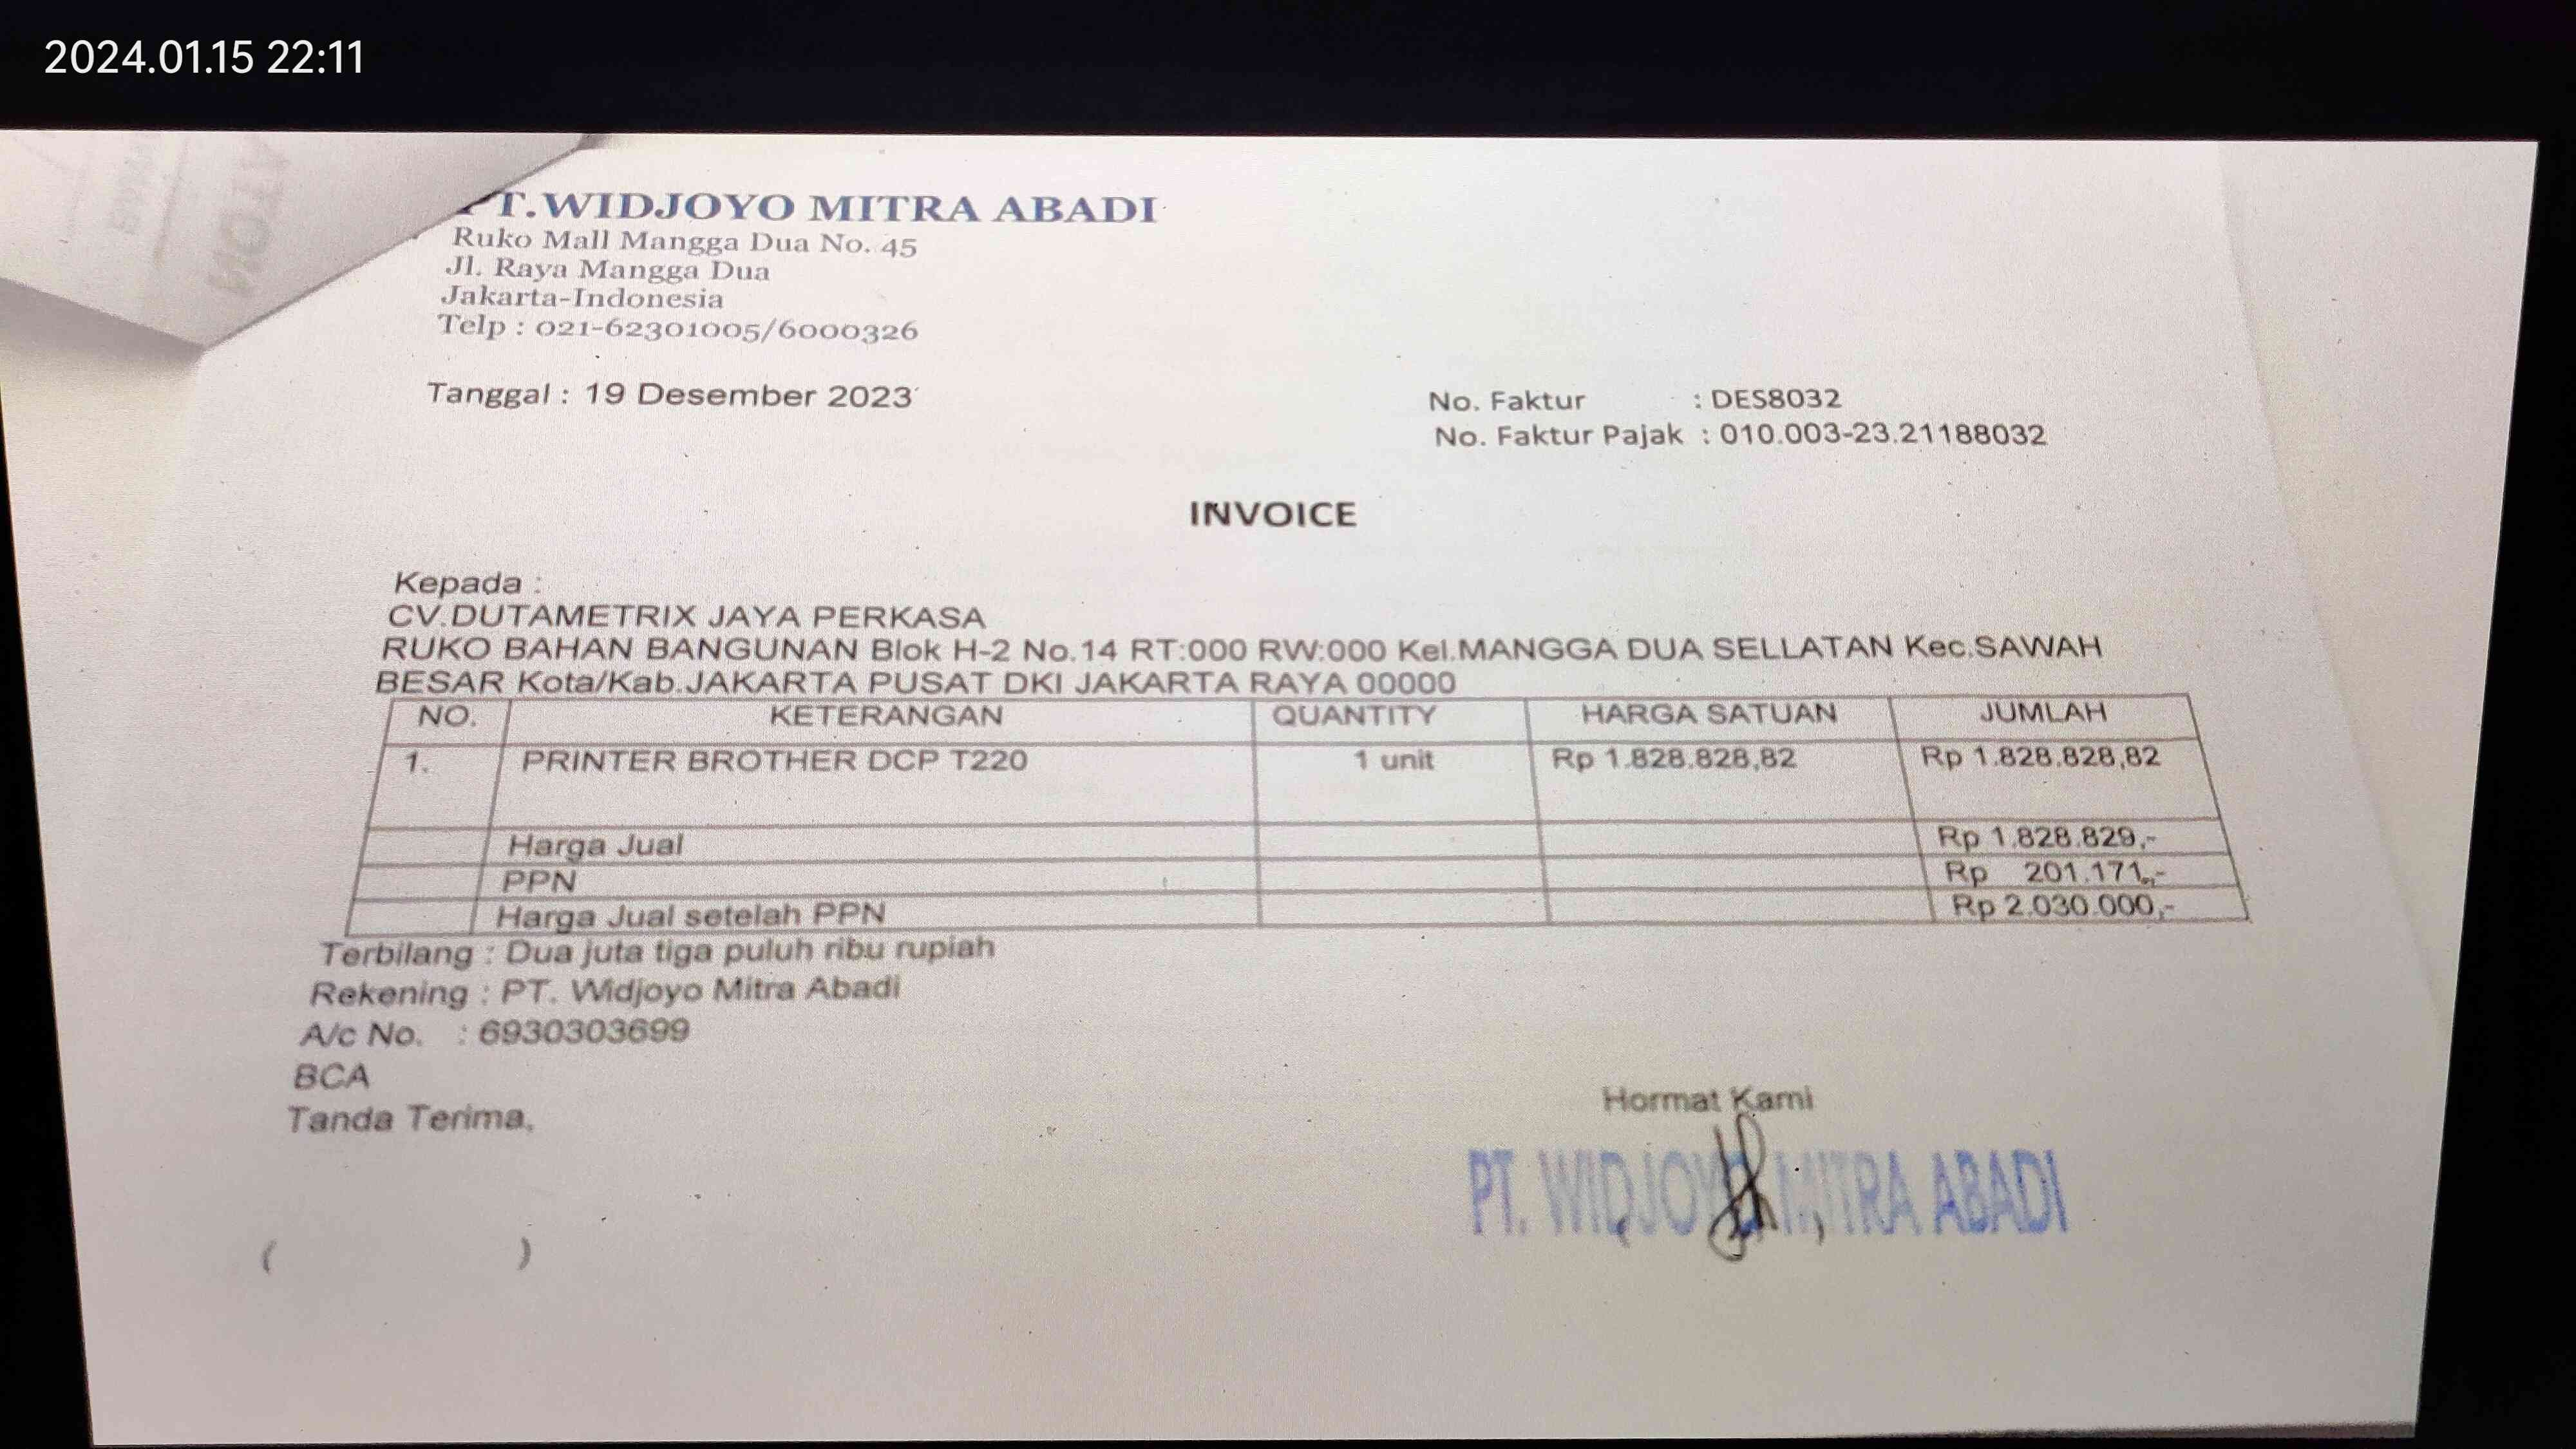 2024.01.15 22:11
PT.WIDJOYO MITRA ABADI
Ruko Mall Mangga Dua No. 45
Jl. Raya Mangga Dua
Jakarta-Indonesia
Telp : 021-62301005/6000326
Tanggal : 19 Desember 2023
No. Faktur : DES8032
No. Faktur Pajak : 010.003-23.21188032
INVOICE
Kepada :
CV.DUTAMETRIX JAYA PERKASA
RUKO BAHAN BANGUNAN Blok H-2 No.14 RT:000 RW:000 Kel.MANGGA DUA SELLATAN Kec.SAWAH
BESAR Kota/Kab.JAKARTA PUSAT DKI JAKARTA RAYA 00000
NO. KETERANGAN QUANTITY HARGA SATUAN JUMLAH
1. PRINTER BROTHER DCP T220 1 unit Rp 1.828.828,82 Rp 1.828.828,82
Harga Jual Rp 1.828.829,-
PPN Rp 201.171,-
Harga Jual setelah PPN Rp 2.030.000,-
Terbilang : Dua juta tiga puluh ribu rupiah
Rekening : PT. Widjoyo Mitra Abadi
A/c No. : 6930303699
BCA
Tanda Terima,
Hormat Kami
PT. WIDJOYO MITRA ABADI
( )